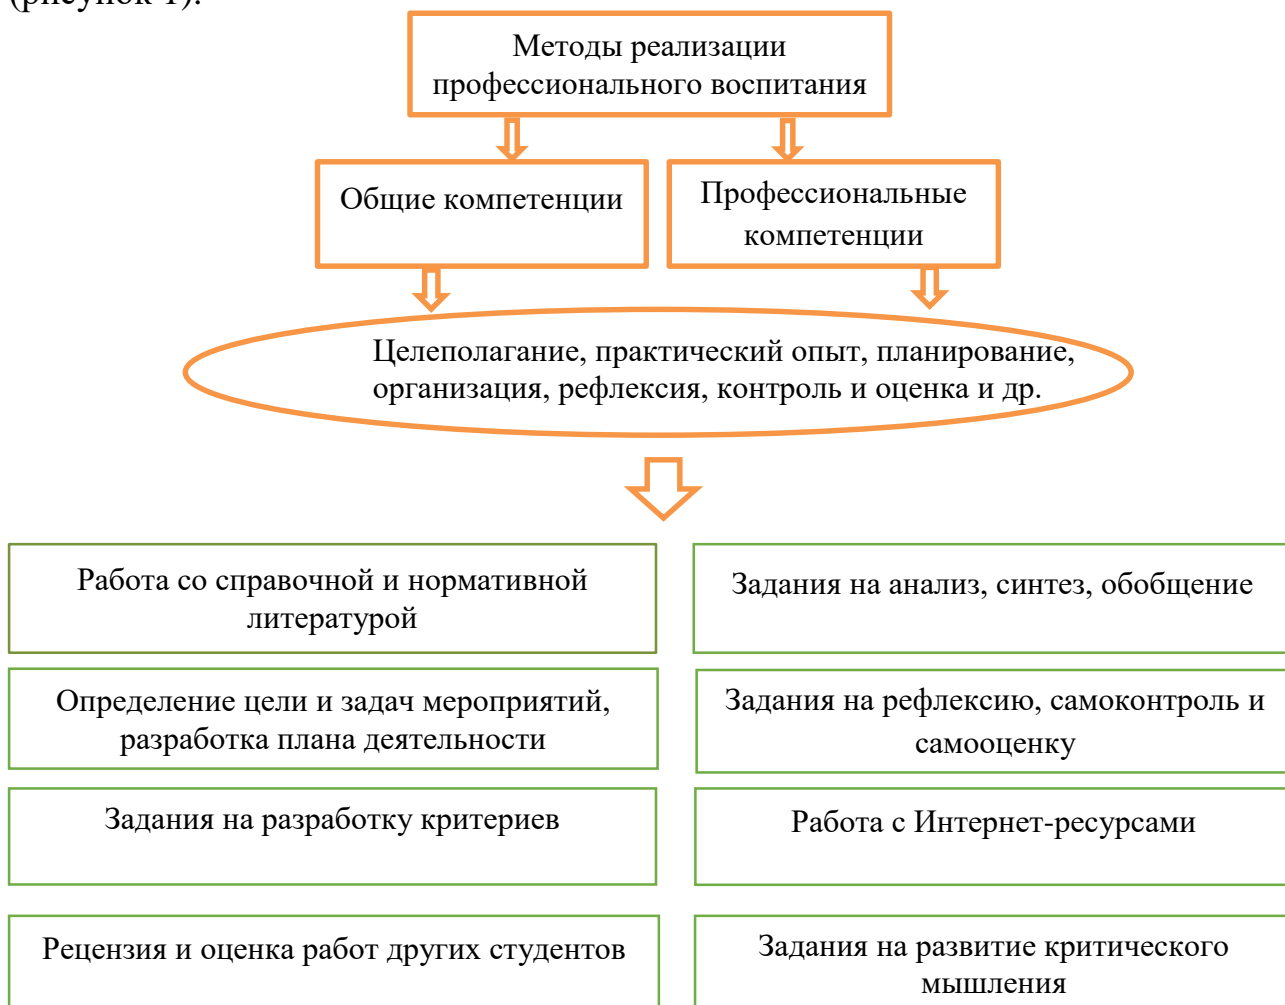 (рисунок 1).
Методы реализации
профессионального воспитания
Общие компетенции
Профессиональные
компетенции
Целеполагание, практический опыт, планирование,
организация, рефлексия, контроль и оценка и др.
Работа со справочной и нормативной
литературой
Задания на анализ, синтез, обобщение
Определение цели и задач мероприятий,
разработка плана деятельности
Задания на рефлексию, самоконтроль и
самооценку
Задания на разработку критериев
Работа с Интернет-ресурсами
Рецензия и оценка работ других студентов
Задания на развитие критического
мышления